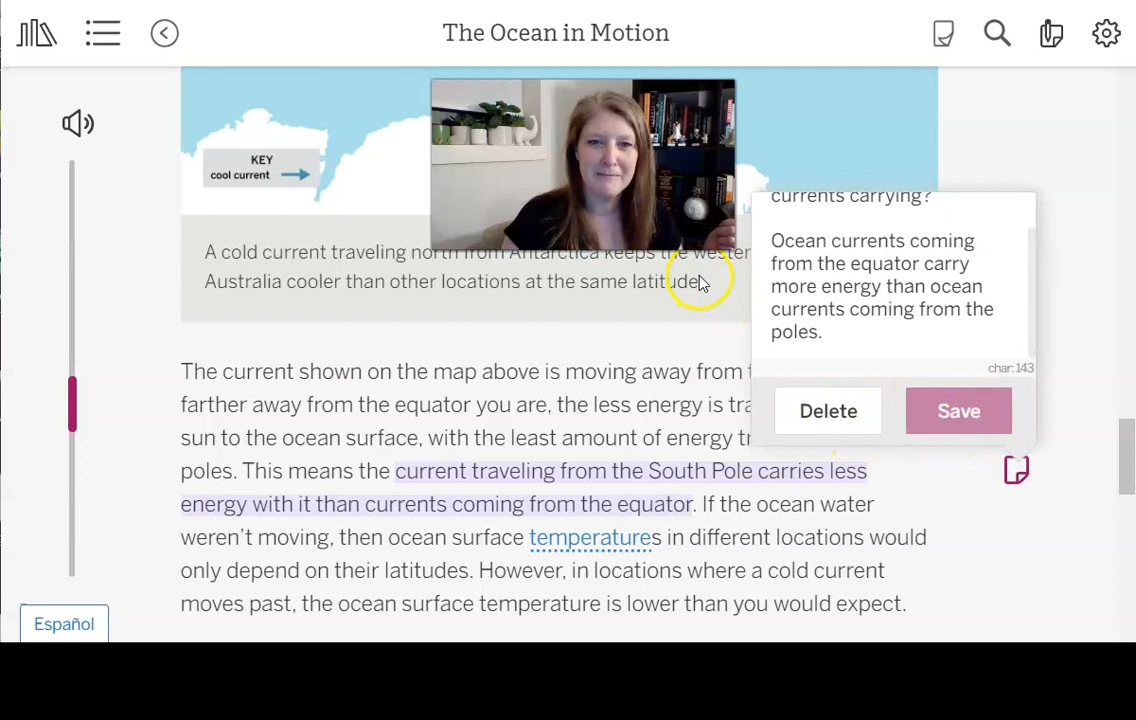 The Ocean in Motion
KEY
cool current
currents carrying?
Ocean currents coming
from the equator carry
more energy than ocean
currents coming from the
poles.
char: 143
Delete
Save
A cold current traveling north from Antarctica keeps the wester
Australia cooler than other locations at the same latitude
The current shown on the map above is moving away from t
farther away from the equator you are, the less energy is tra
sun to the ocean surface, with the least amount of energy tr
poles. This means the current traveling from the South Pole carries less
energy with it than currents coming from the equator. If the ocean water
weren't moving, then ocean surface temperatures in different locations would
only depend on their latitudes. However, in locations where a cold current
moves past, the ocean surface temperature is lower than you would expect.
Español